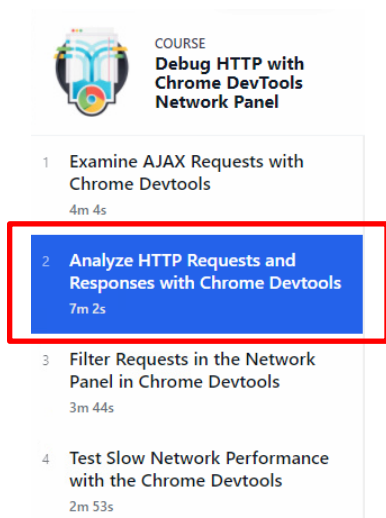 COURSE
Debug HTTP with
Chrome DevTools
Network Panel
1 Examine AJAX Requests with
Chrome Devtools
4m 4s
2 Analyze HTTP Requests and
Responses with Chrome Devtools
7m 2s
3 Filter Requests in the Network
Panel in Chrome Devtools
3m 44s
4 Test Slow Network Performance
with the Chrome Devtools
2m 53s